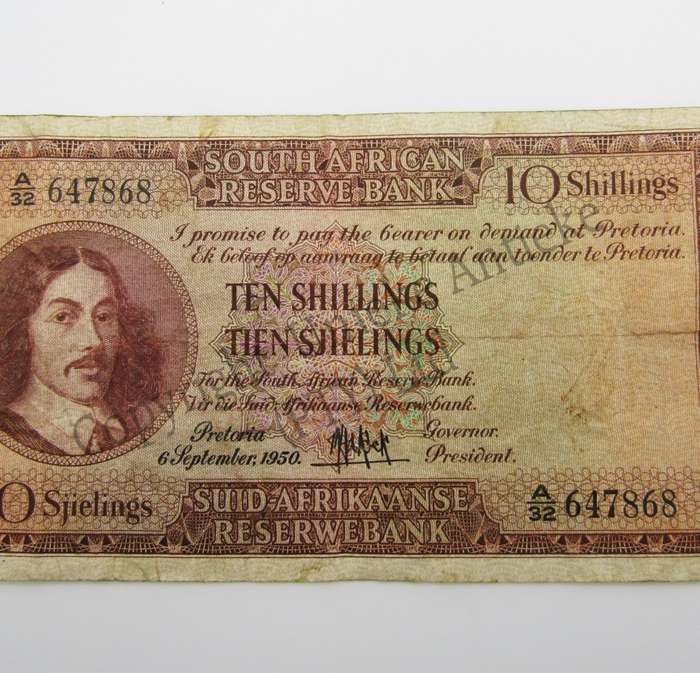 SOUTH AFRICAN
RESERVE BANK
A/32 647868
10 Shillings
I promise to pay the bearer on demand at Pretoria.
Ek beloof op aanvraag te betaal aan toonder te Pretoria.
TEN SHILLINGS
TIEN SJIELINGS
For the South African Reserve Bank.
Vir die Suid-Afrikaanse Reserwebank.
Pretoria
6 September, 1950.
Governor.
President.
0 Sjielings
SUID-AFRIKAANSE
RESERWEBANK
A/32 647868